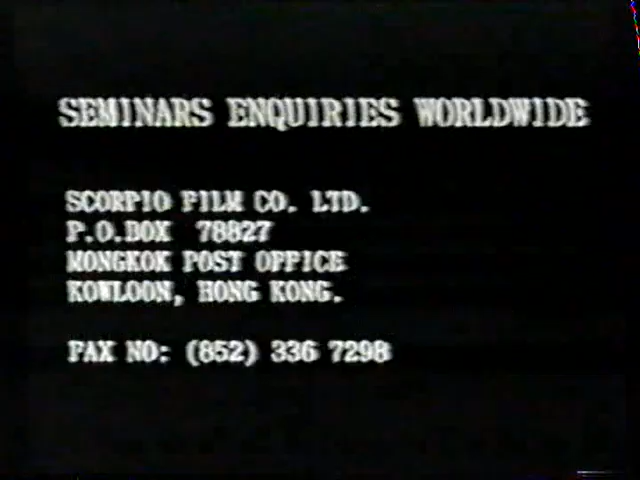 SEMINARS ENQUIRIES WORLDWIDE
SCORPIO FILM CO. LTD.
P.O.BOX 78827
MONGKOK POST OFFICE
KOWLOON, HONG KONG.
FAX NO: (852) 336 7298